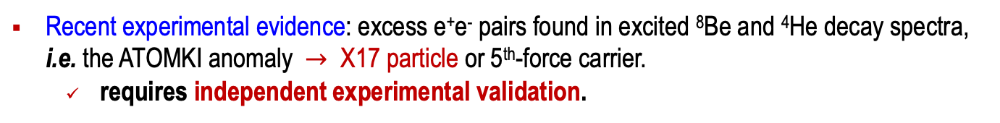 ▪ Recent experimental evidence: excess e⁺e⁻ pairs found in excited ⁸Be and ⁴He decay spectra,
i.e. the ATOMKI anomaly → X17 particle or 5ᵗʰ-force carrier.
✓ requires independent experimental validation.